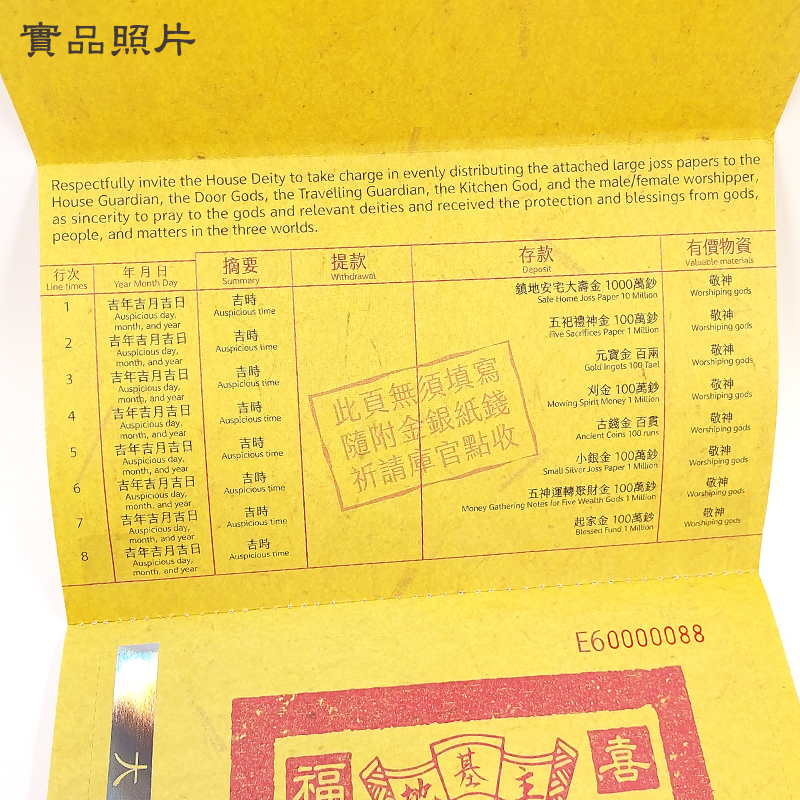 實品照片
Respectfully invite the House Deity to take charge in evenly distributing the attached large joss papers to the
House Guardian, the Door Gods, the Travelling Guardian, the Kitchen God, and the male/female worshipper,
as sincerity to pray to the gods and relevant deities and received the protection and blessings from gods,
people, and matters in the three worlds.
行次 年月日 摘要 提款 存款 有價物資
Line times Year Month Day Summary Withdrawal Deposit Valuable materials
1 吉年吉月吉日 吉時 鎮地安宅大壽金 1000萬鈔 敬神
Auspicious day, Auspicious time Safe Home Joss Paper 10 Million Worshiping gods
month, and year
2 吉年吉月吉日 吉時 五祀禮神金 100萬鈔 敬神
Auspicious day, Auspicious time Five Sacrifices Paper 1 Million Worshiping gods
month, and year
3 吉年吉月吉日 吉時 元寶金 百兩 敬神
Auspicious day, Auspicious time Gold Ingots 100 Tael Worshiping gods
month, and year
4 吉年吉月吉日 吉時 刈金 100萬鈔 敬神
Auspicious day, Auspicious time Mowing Spirit Money 1 Million Worshiping gods
month, and year
5 吉年吉月吉日 吉時 古錢金 百貫 敬神
Auspicious day, Auspicious time Ancient Coins 100 runs Worshiping gods
month, and year
6 吉年吉月吉日 吉時 小銀金 100萬鈔 敬神
Auspicious day, Auspicious time Small Silver Joss Paper 1 Million Worshiping gods
month, and year
7 吉年吉月吉日 吉時 五神運轉聚財金 100萬鈔 敬神
Auspicious day, Auspicious time Money Gathering Notes for Five Wealth Gods 1 Million Worshiping gods
month, and year
8 吉年吉月吉日 吉時 起家金 100萬鈔 敬神
Auspicious day, Auspicious time Blessed Fund 1 Million Worshiping gods
month, and year
此頁無須填寫
隨附金銀紙錢
祈請庫官點收
E60000088
大
福 地基主 喜